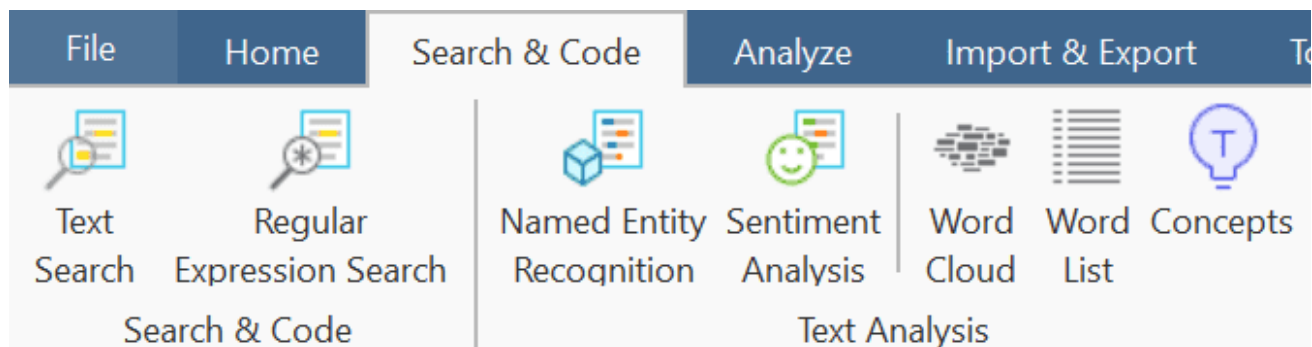 File Home Search & Code Analyze Import & Export
Text Search
Regular Expression Search
Named Entity Recognition
Sentiment Analysis
Word Cloud
Word List
Concepts
Search & Code
Text Analysis